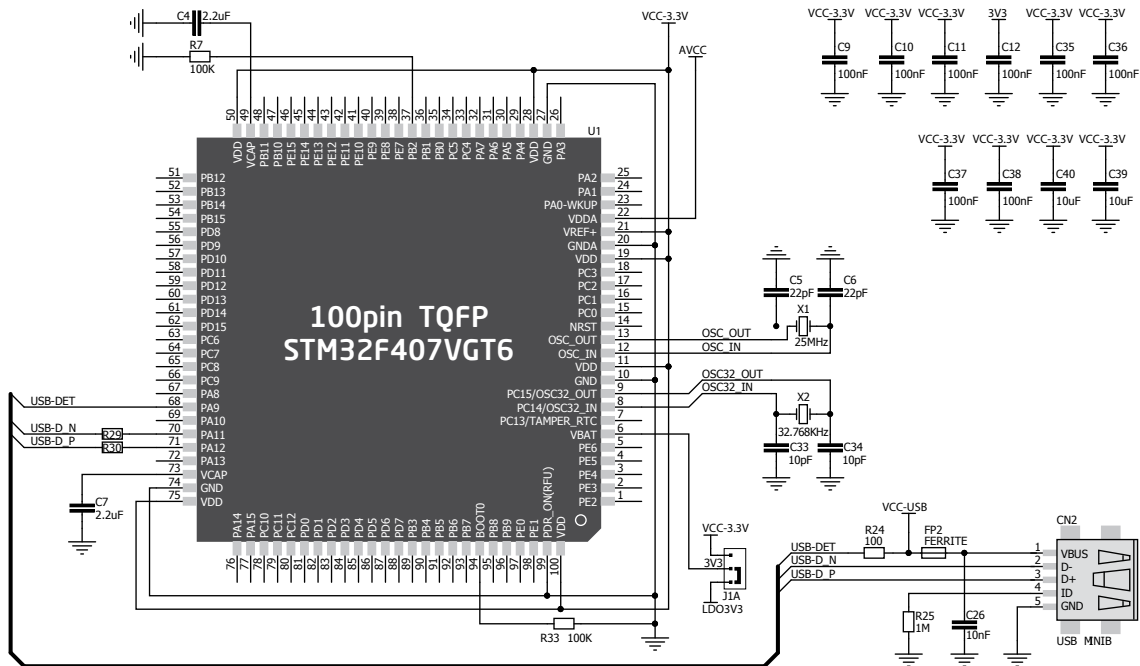 C4 2.2uF
R7
100K
VCC-3.3V
AVCC
VCC-3.3V VCC-3.3V VCC-3.3V 3V3 VCC-3.3V VCC-3.3V
C9 C10 C11 C12 C35 C36
100nF 100nF 100nF 100nF 100nF 100nF
VCC-3.3V VCC-3.3V VCC-3.3V VCC-3.3V
C37 C38 C40 C39
100nF 100nF 10uF 10uF
50 49 48 47 46 45 44 43 42 41 40 39 38 37 36 35 34 33 32 31 30 29 28 27 26
U1
VDD VCAP PB11 PB10 PE15 PE14 PE13 PE12 PE11 PE10 PE9 PE8 PE7 PB2 PB1 PB0 PC5 PC4 PA7 PA6 PA5 PA4 VDD GND PA3
51 PB12 PA2 25
52 PB13 PA1 24
53 PB14 PA0-WKUP 23
54 PB15 VDDA 22
55 PD8 VREF+ 21
56 PD9 GNDA 20
57 PD10 VDD 19
58 PD11 PC3 18
59 PD12 PC2 17
60 PD13 PC1 16
61 PD14 PC0 15
62 PD15 NRST 14
63 PC6 OSC_OUT 13
64 PC7 OSC_IN 12
65 PC8 VDD 11
66 PC9 GND 10
67 PA8 PC15/OSC32_OUT 9
68 PA9 PC14/OSC32_IN 8
69 PA10 PC13/TAMPER_RTC 7
70 PA11 VBAT 6
71 PA12 PE6 5
72 PA13 PE5 4
73 VCAP PE4 3
74 GND PE3 2
75 VDD PE2 1
100pin TQFP
STM32F407VGT6
PA14 PA15 PC10 PC11 PC12 PD0 PD1 PD2 PD3 PD4 PD5 PD6 PD7 PB3 PB4 PB5 PB6 PB7 BOOT0 PB8 PB9 PE0 PE1 PDR_ON(RFU) VDD
76 77 78 79 80 81 82 83 84 85 86 87 88 89 90 91 92 93 94 95 96 97 98 99 100
USB-DET
USB-D_N R29
USB-D_P R30
C7
2.2uF
R33 100K
C5 C6
22pF 22pF
X1
25MHz
OSC_OUT
OSC_IN
OSC32_OUT
OSC32_IN
X2
32.768KHz
C33 C34
10pF 10pF
VCC-3.3V
3V3
J1A
LDO3V3
VCC-USB
R24 FP2
100 FERRITE
CN2
USB-DET 1 VBUS
USB-D_N 2 D-
USB-D_P 3 D+
4 ID
5 GND
R25
1M
C26
10nF
USB MINIB